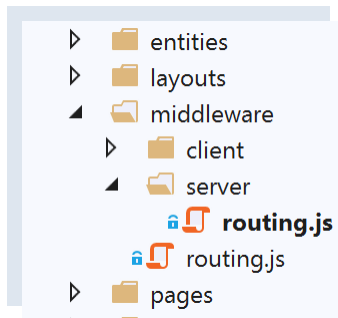 entities
layouts
middleware
client
server
routing.js
routing.js
pages